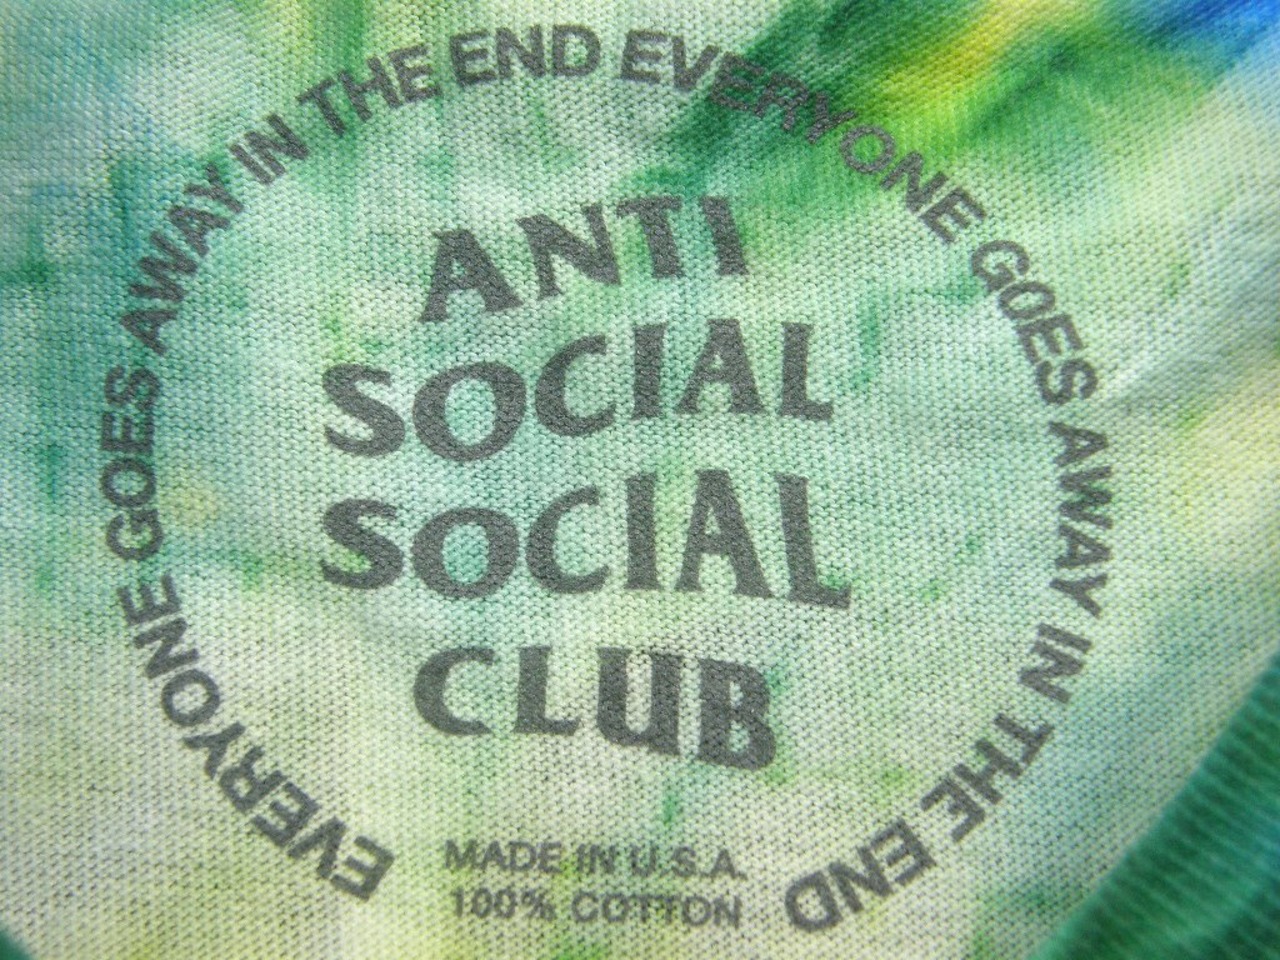 EVERYONE GOES AWAY IN THE END EVERYONE GOES AWAY IN THE END
ANTI
SOCIAL
SOCIAL
CLUB
MADE IN U.S.A.
100% COTTON